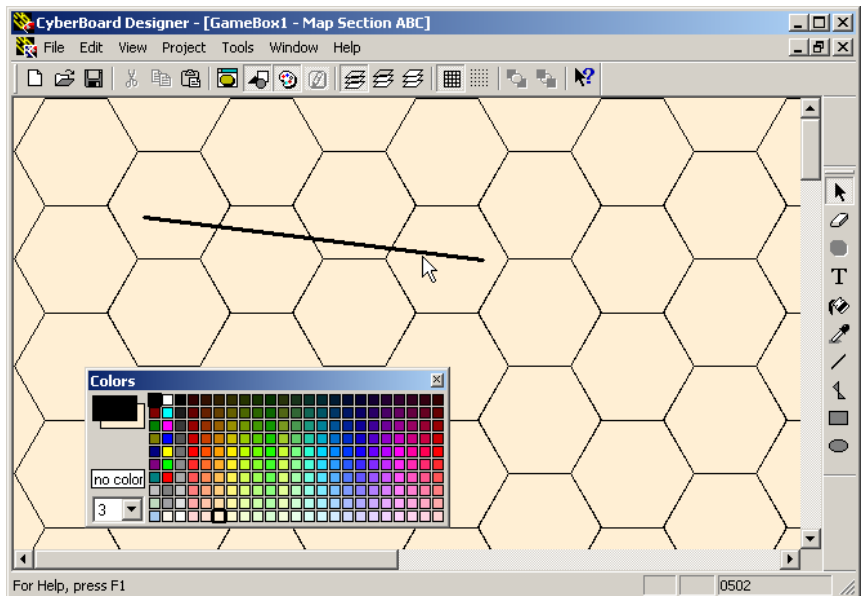 CyberBoard Designer - [GameBox1 - Map Section ABC]
File Edit View Project Tools Window Help
T
Colors
no color
3
For Help, press F1
0502